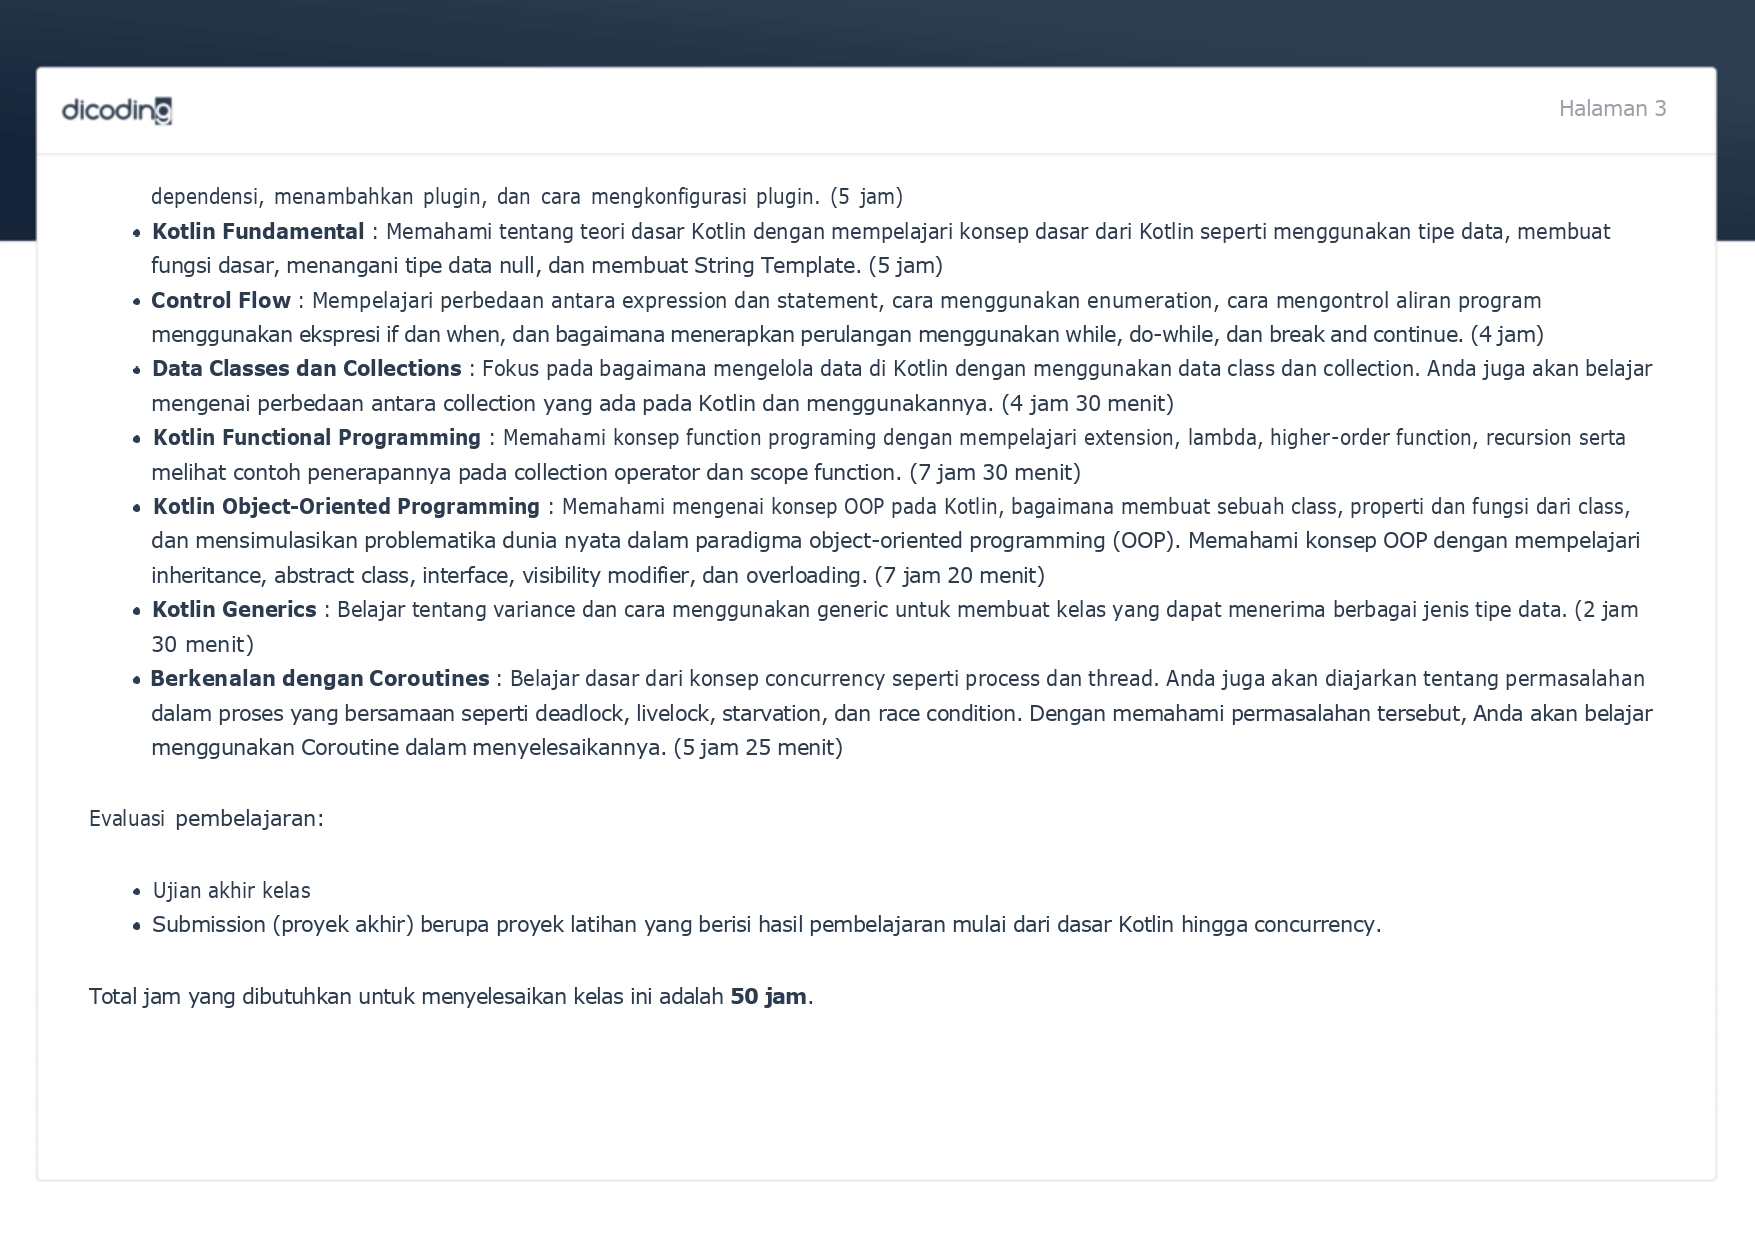 dicoding
Halaman 3
dependensi, menambahkan plugin, dan cara mengkonfigurasi plugin. (5 jam)
• Kotlin Fundamental : Memahami tentang teori dasar Kotlin dengan mempelajari konsep dasar dari Kotlin seperti menggunakan tipe data, membuat
fungsi dasar, menangani tipe data null, dan membuat String Template. (5 jam)
• Control Flow : Mempelajari perbedaan antara expression dan statement, cara menggunakan enumeration, cara mengontrol aliran program
menggunakan ekspresi if dan when, dan bagaimana menerapkan perulangan menggunakan while, do-while, dan break and continue. (4 jam)
• Data Classes dan Collections : Fokus pada bagaimana mengelola data di Kotlin dengan menggunakan data class dan collection. Anda juga akan belajar
mengenai perbedaan antara collection yang ada pada Kotlin dan menggunakannya. (4 jam 30 menit)
• Kotlin Functional Programming : Memahami konsep function programing dengan mempelajari extension, lambda, higher-order function, recursion serta
melihat contoh penerapannya pada collection operator dan scope function. (7 jam 30 menit)
• Kotlin Object-Oriented Programming : Memahami mengenai konsep OOP pada Kotlin, bagaimana membuat sebuah class, properti dan fungsi dari class,
dan mensimulasikan problematika dunia nyata dalam paradigma object-oriented programming (OOP). Memahami konsep OOP dengan mempelajari
inheritance, abstract class, interface, visibility modifier, dan overloading. (7 jam 20 menit)
• Kotlin Generics : Belajar tentang variance dan cara menggunakan generic untuk membuat kelas yang dapat menerima berbagai jenis tipe data. (2 jam
30 menit)
• Berkenalan dengan Coroutines : Belajar dasar dari konsep concurrency seperti process dan thread. Anda juga akan diajarkan tentang permasalahan
dalam proses yang bersamaan seperti deadlock, livelock, starvation, dan race condition. Dengan memahami permasalahan tersebut, Anda akan belajar
menggunakan Coroutine dalam menyelesaikannya. (5 jam 25 menit)
Evaluasi pembelajaran:
• Ujian akhir kelas
• Submission (proyek akhir) berupa proyek latihan yang berisi hasil pembelajaran mulai dari dasar Kotlin hingga concurrency.
Total jam yang dibutuhkan untuk menyelesaikan kelas ini adalah 50 jam.